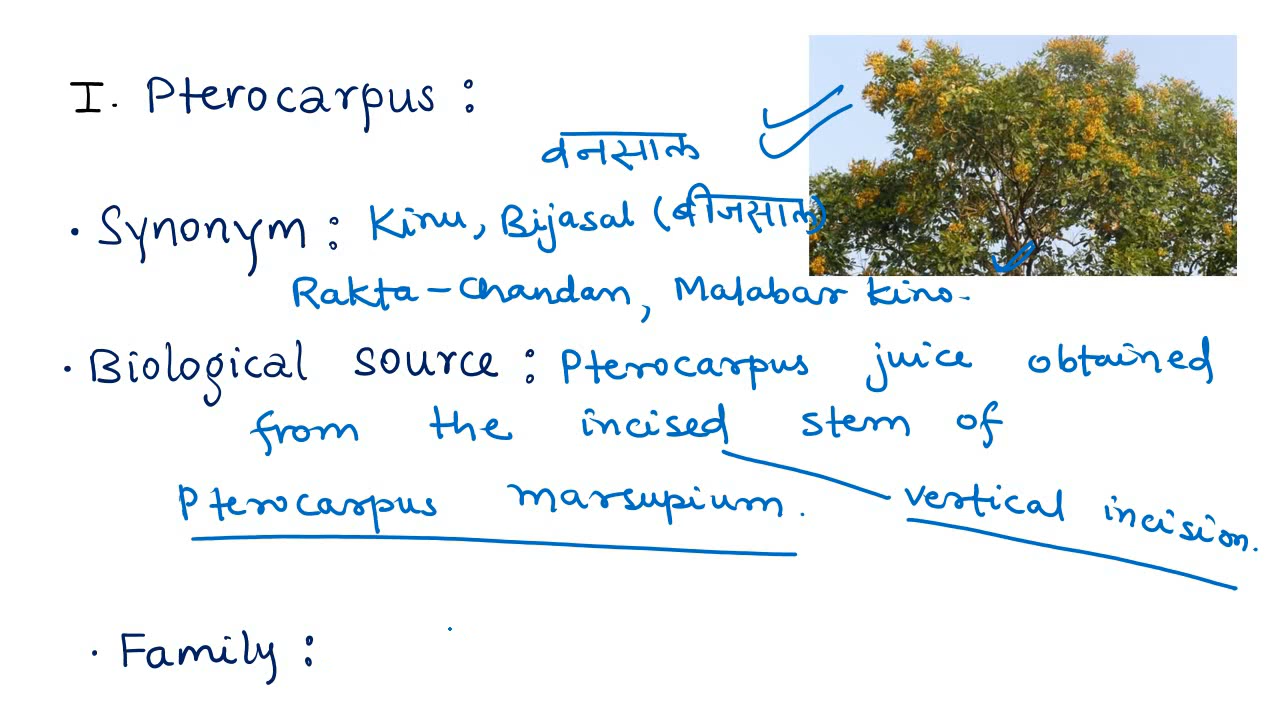 I. Pterocarpus :
वनसाल
• Synonym : Kinu, Bijasal (बीजसाल)
Rakta-Chandan, Malabar kino.
• Biological source : Pterocarpus juice obtained
from the incised stem of
Pterocarpus marsupium.
vertical incision.
• Family :